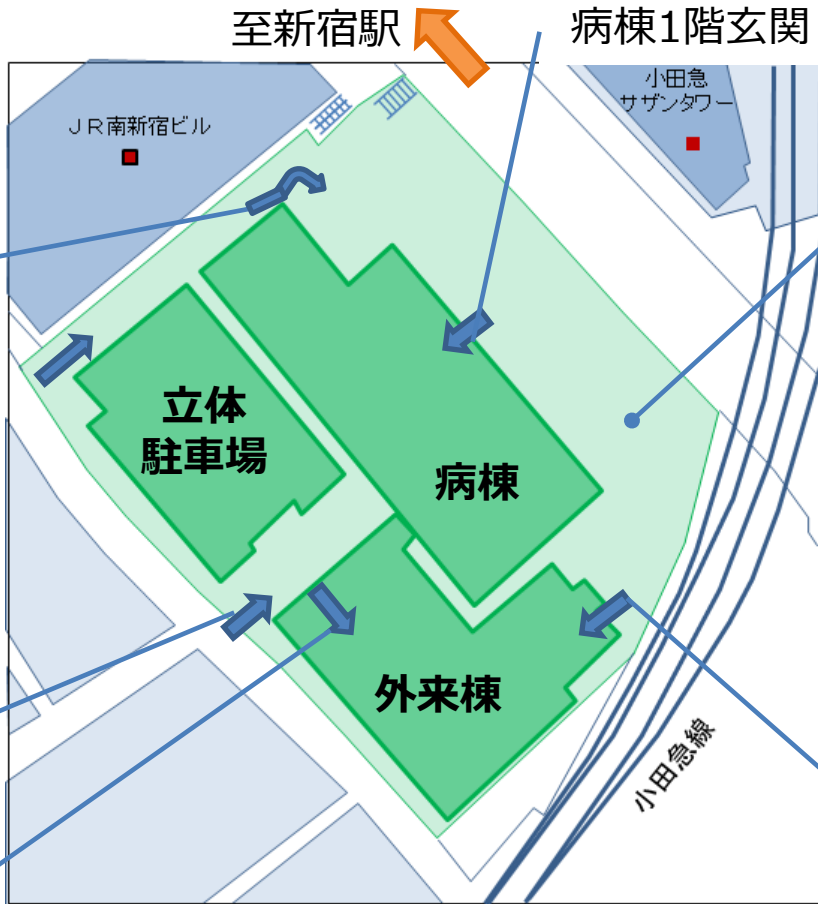 至新宿駅
病棟1階玄関
小田急
サザンタワー
JR南新宿ビル
立体
駐車場
病棟
外来棟
小田急線